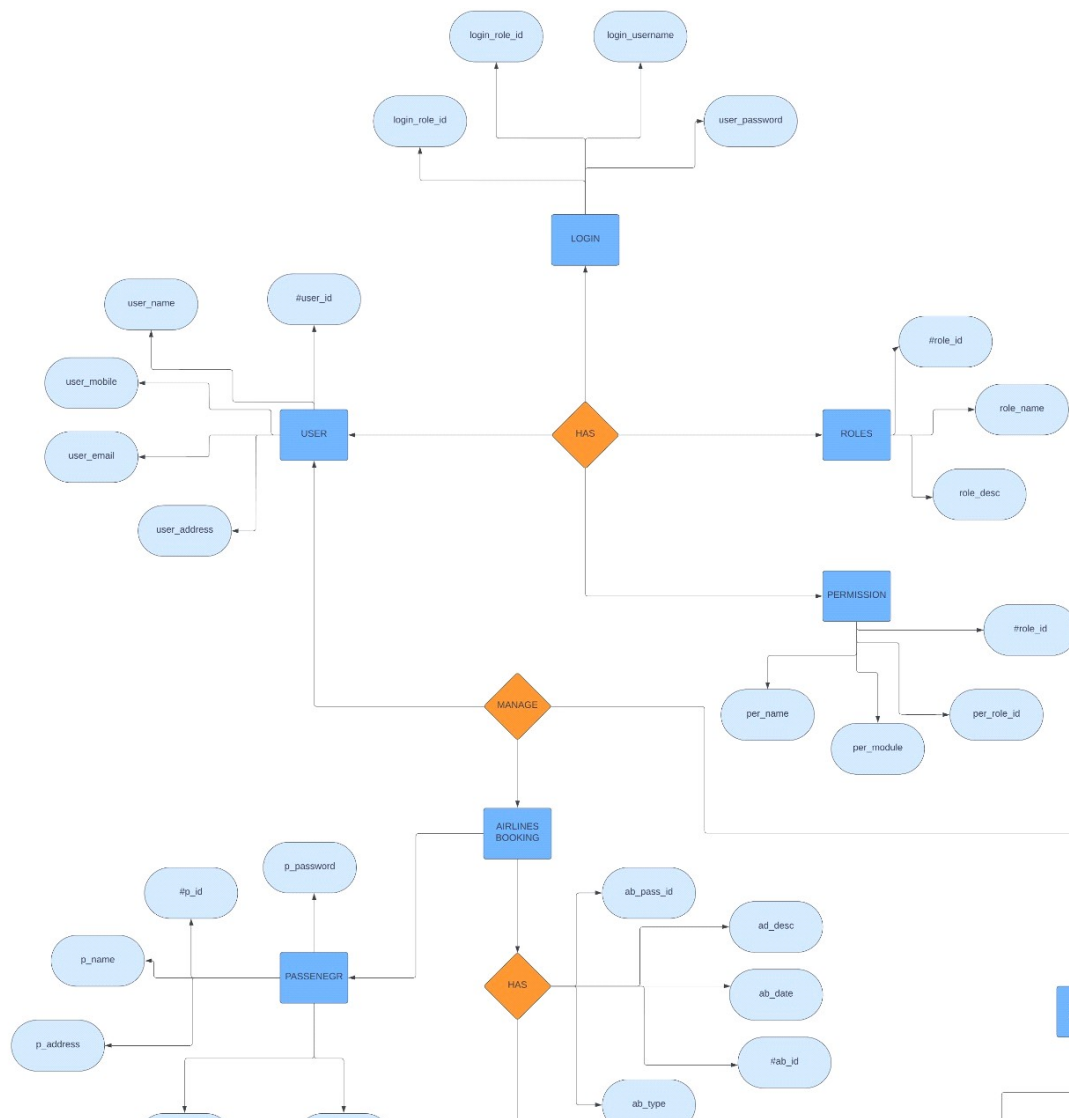 login_role_id
login_username
login_role_id
user_password
LOGIN
#user_id
user_name
#role_id
user_mobile
role_name
USER
HAS
ROLES
user_email
role_desc
user_address
PERMISSION
#role_id
MANAGE
per_name
per_role_id
per_module
AIRLINES
BOOKING
p_password
#p_id
ab_pass_id
ad_desc
p_name
PASSENEGR
HAS
ab_date
p_address
#ab_id
ab_type